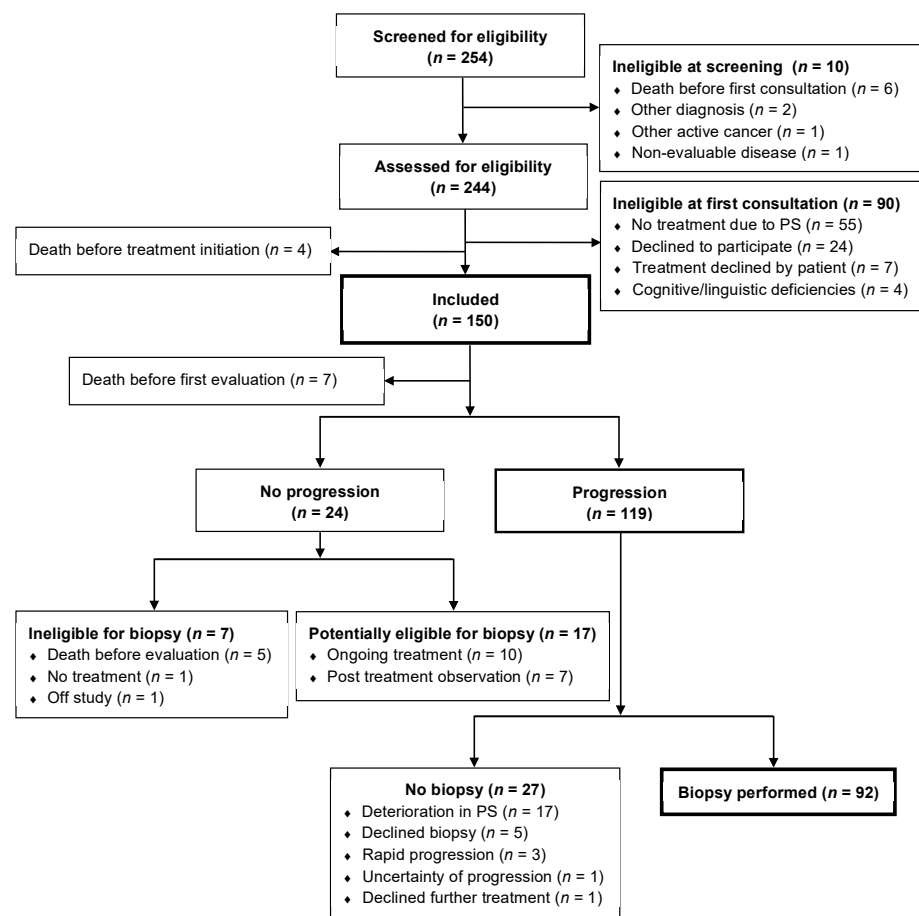 Screened for eligibility
(n = 254)
Ineligible at screening (n = 10)
♦ Death before first consultation (n = 6)
♦ Other diagnosis (n = 2)
♦ Other active cancer (n = 1)
♦ Non-evaluable disease (n = 1)
Assessed for eligibility
(n = 244)
Ineligible at first consultation (n = 90)
♦ No treatment due to PS (n = 55)
♦ Declined to participate (n = 24)
♦ Treatment declined by patient (n = 7)
♦ Cognitive/linguistic deficiencies (n = 4)
Death before treatment initiation (n = 4)
Included
(n = 150)
Death before first evaluation (n = 7)
No progression
(n = 24)
Progression
(n = 119)
Ineligible for biopsy (n = 7)
♦ Death before evaluation (n = 5)
♦ No treatment (n = 1)
♦ Off study (n = 1)
Potentially eligible for biopsy (n = 17)
♦ Ongoing treatment (n = 10)
♦ Post treatment observation (n = 7)
No biopsy (n = 27)
♦ Deterioration in PS (n = 17)
♦ Declined biopsy (n = 5)
♦ Rapid progression (n = 3)
♦ Uncertainty of progression (n = 1)
♦ Declined further treatment (n = 1)
Biopsy performed (n = 92)